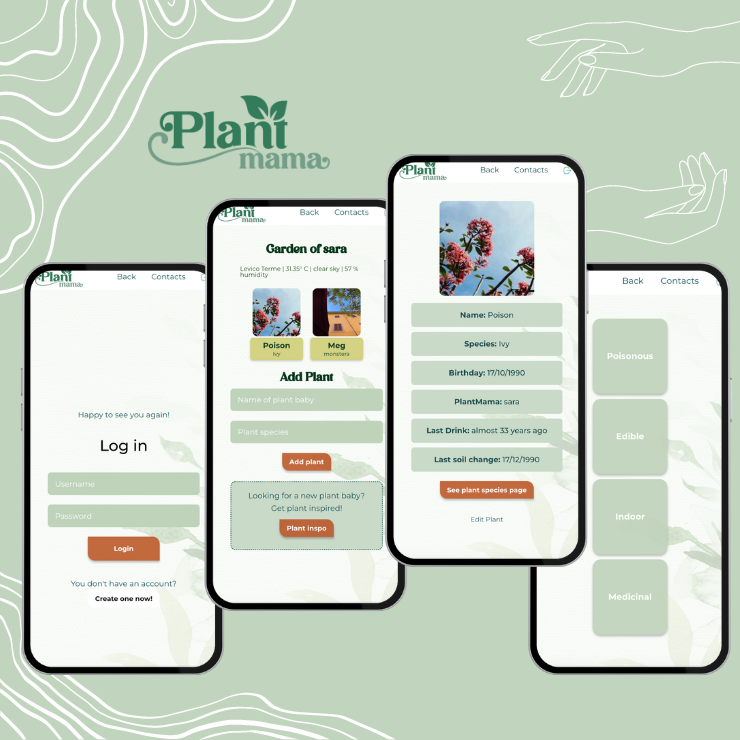 Plant
mama
Plant
mama
Back
Contacts
Happy to see you again!
Log in
Username
Password
Login
You don't have an account?
Create one now!
Plant
mama
Back
Contacts
Garden of sara
Levico Terme | 31.35° C | clear sky | 57 %
humidity
Poison
Ivy
Meg
monsters
Add Plant
Name of plant baby
Plant species
Add plant
Looking for a new plant baby?
Get plant inspired!
Plant inspo
Plant
mama
Back
Contacts
Name: Poison
Species: Ivy
Birthday: 17/10/1990
PlantMama: sara
Last Drink: almost 33 years ago
Last soil change: 17/12/1990
See plant species page
Edit Plant
Back
Contacts
Poisonous
Edible
Indoor
Medicinal